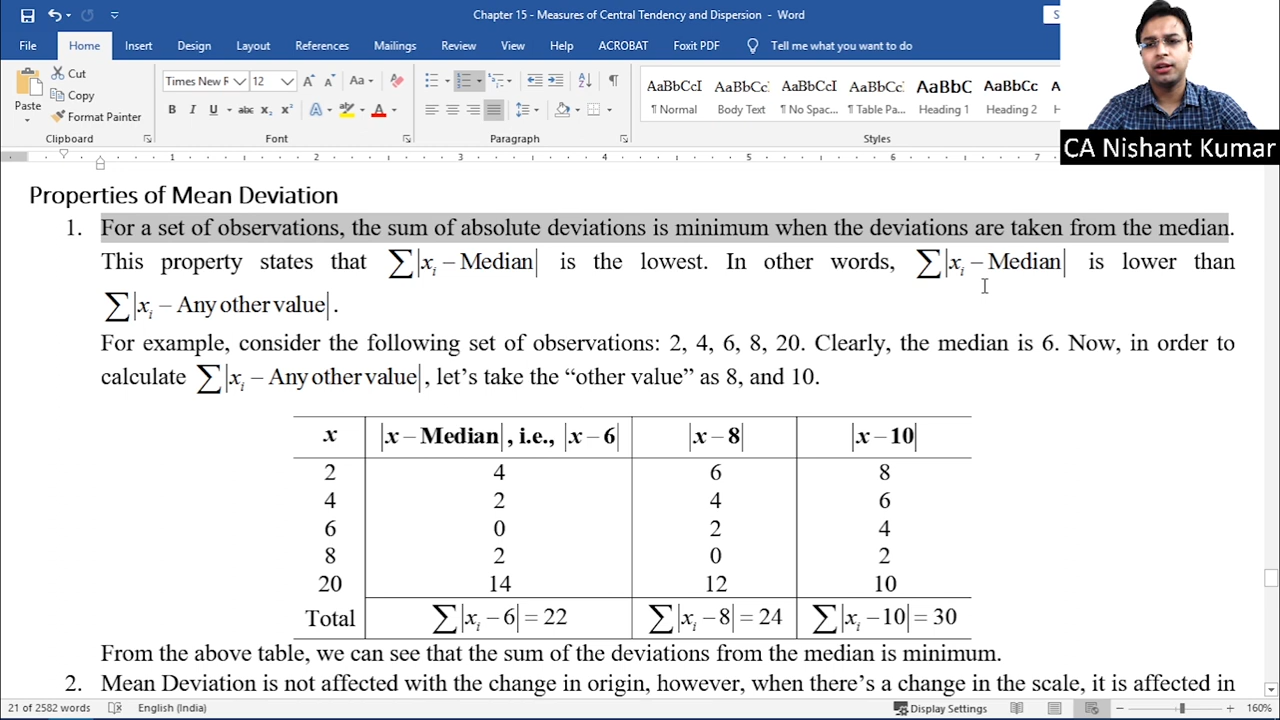 Chapter 15 - Measures of Central Tendency and Dispersion - Word
File Home Insert Design Layout References Mailings Review View Help ACROBAT Foxit PDF Tell me what you want to do
Cut
Copy
Format Painter
Paste
Times New R 12
AaBbCcI AaBbCc. AaBbCcI AaBbCc. AaBbC AaBbCc
¶ Normal Body Text ¶ No Spac... ¶ Table Pa... Heading 1 Heading 2
Clipboard Font Paragraph Styles
CA Nishant Kumar
1 2 3 4 5 6 7
Properties of Mean Deviation
1. For a set of observations, the sum of absolute deviations is minimum when the deviations are taken from the median.
This property states that ∑|xᵢ – Median| is the lowest. In other words, ∑|xᵢ – Median| is lower than
∑|xᵢ – Any other value|.
For example, consider the following set of observations: 2, 4, 6, 8, 20. Clearly, the median is 6. Now, in order to
calculate ∑|xᵢ – Any other value|, let's take the “other value” as 8, and 10.
x |x – Median|, i.e., |x – 6| |x – 8| |x – 10|
2 4 6 8
4 2 4 6
6 0 2 4
8 2 0 2
20 14 12 10
Total ∑|xᵢ – 6| = 22 ∑|xᵢ – 8| = 24 ∑|xᵢ – 10| = 30
From the above table, we can see that the sum of the deviations from the median is minimum.
2. Mean Deviation is not affected with the change in origin, however, when there's a change in the scale, it is affected in
21 of 2582 words English (India) Display Settings 160%